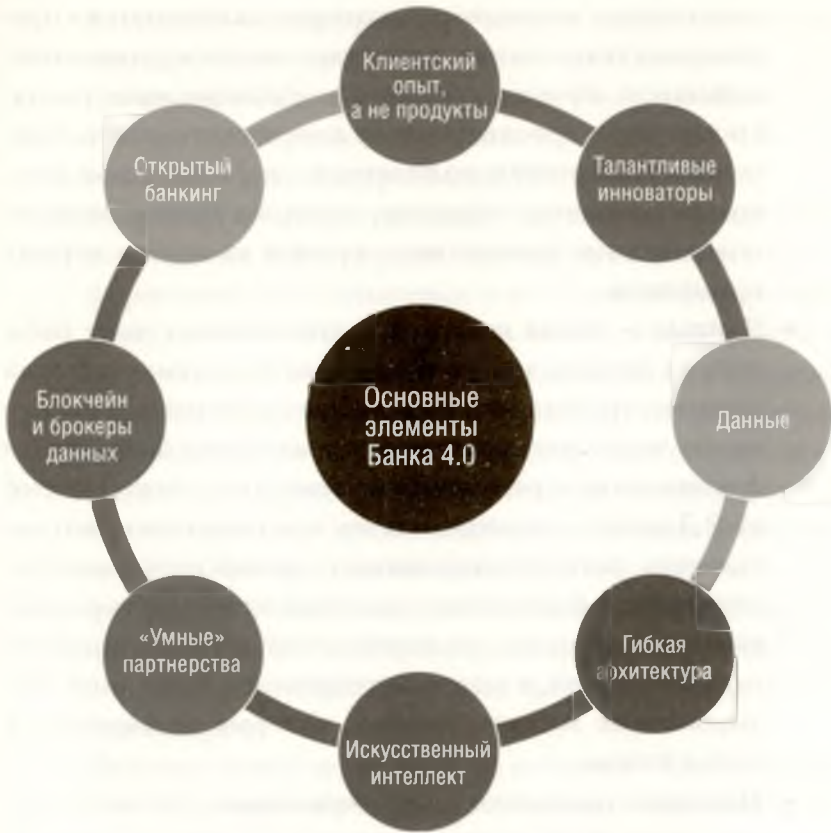 Клиентский
опыт,
а не продукты
Талантливые
инноваторы
Данные
Гибкая
архитектура
Искусственный
интеллект
«Умные»
партнерства
Блокчейн
и брокеры
данных
Открытый
банкинг
Основные
элементы
Банка 4.0